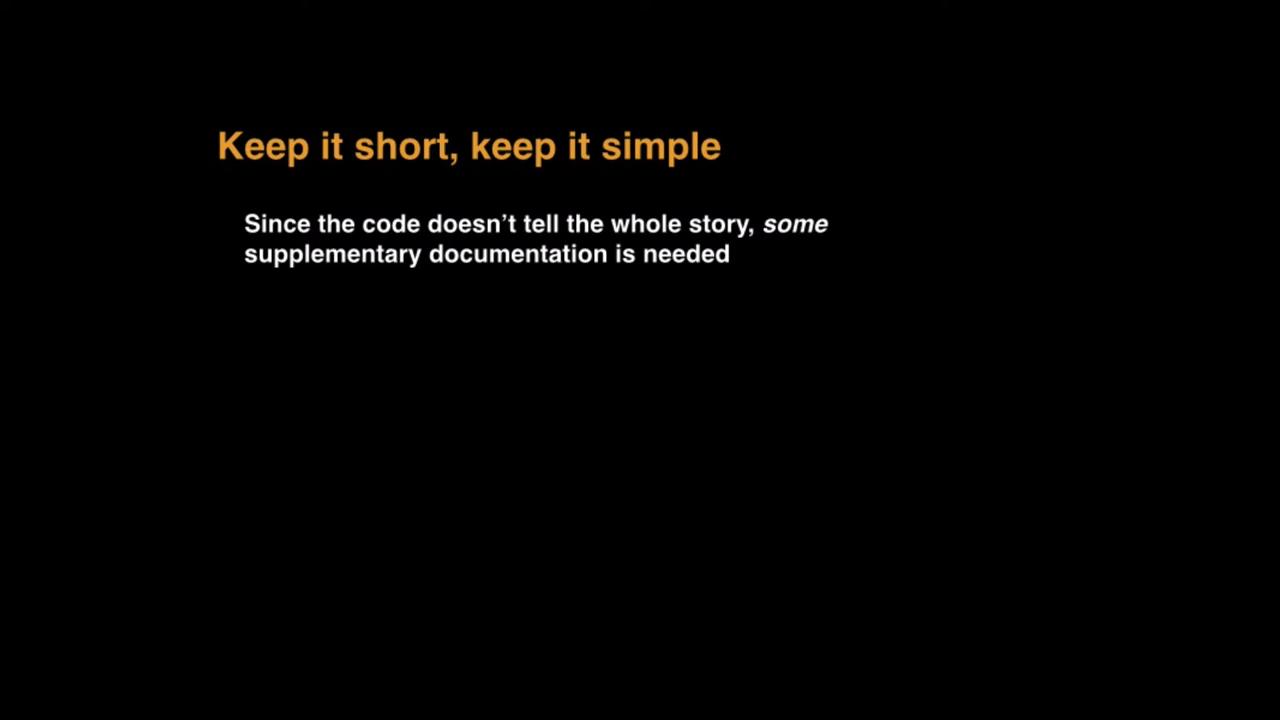 Keep it short, keep it simple
Since the code doesn’t tell the whole story, some
supplementary documentation is needed